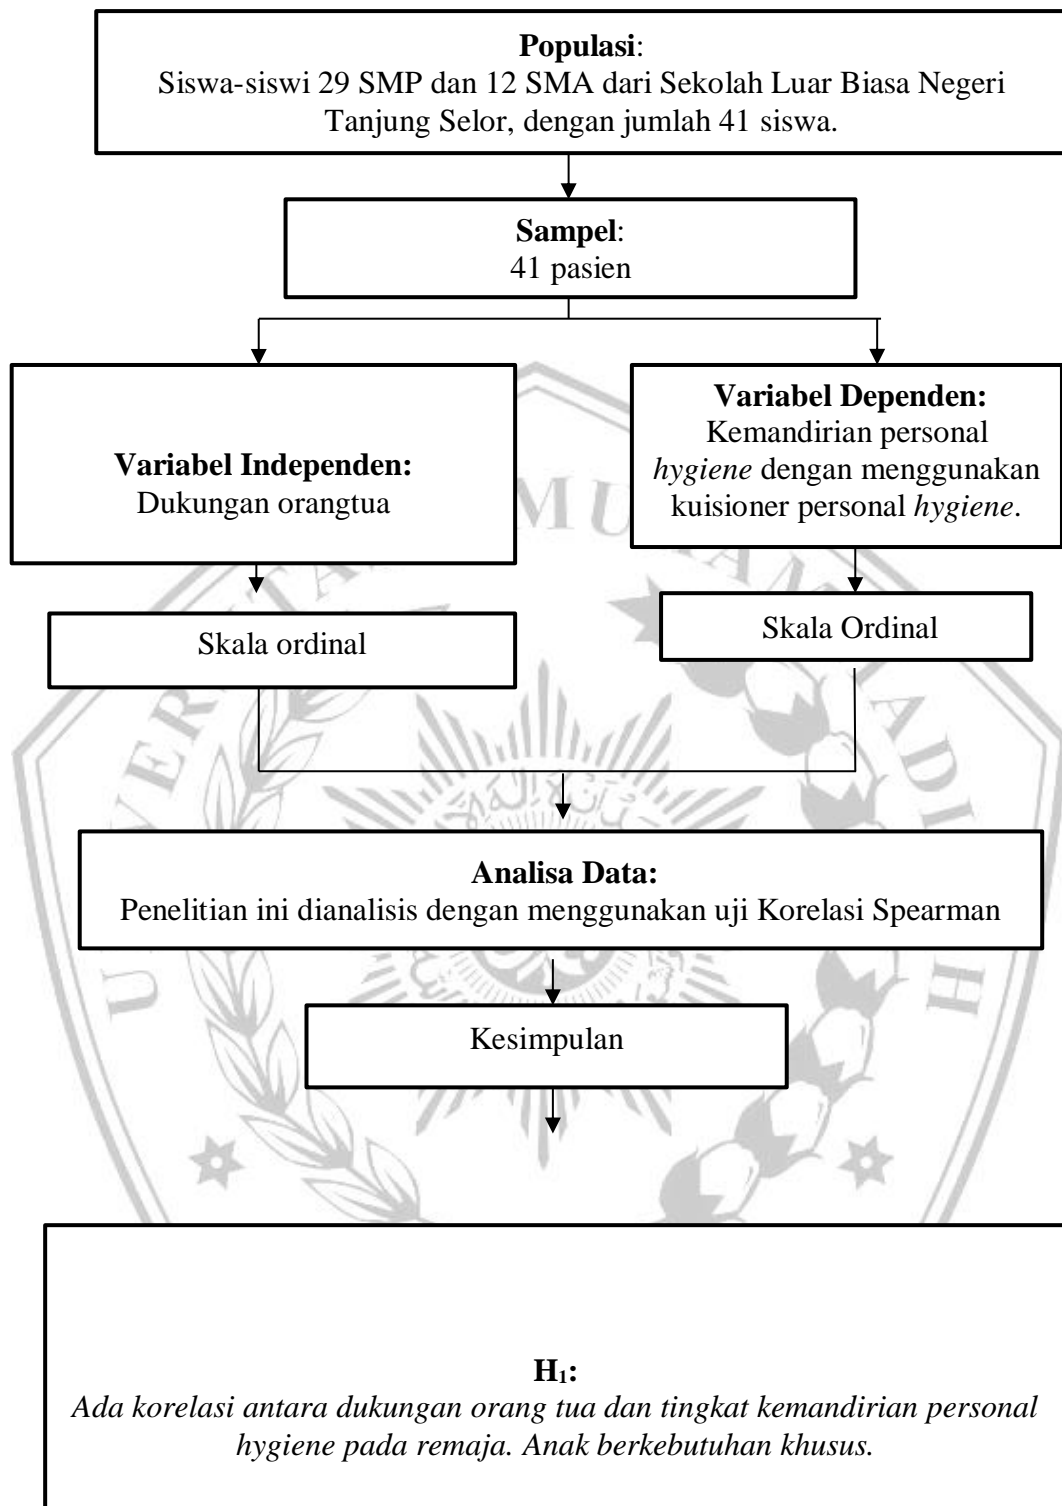 Populasi:
Siswa-siswi 29 SMP dan 12 SMA dari Sekolah Luar Biasa Negeri
Tanjung Selor, dengan jumlah 41 siswa.
Sampel:
41 pasien
Variabel Independen:
Dukungan orangtua
Variabel Dependen:
Kemandirian personal
hygiene dengan menggunakan
kuisioner personal hygiene.
Skala ordinal
Skala Ordinal
Analisa Data:
Penelitian ini dianalisis dengan menggunakan uji Korelasi Spearman
Kesimpulan
H₁:
Ada korelasi antara dukungan orang tua dan tingkat kemandirian personal
hygiene pada remaja. Anak berkebutuhan khusus.